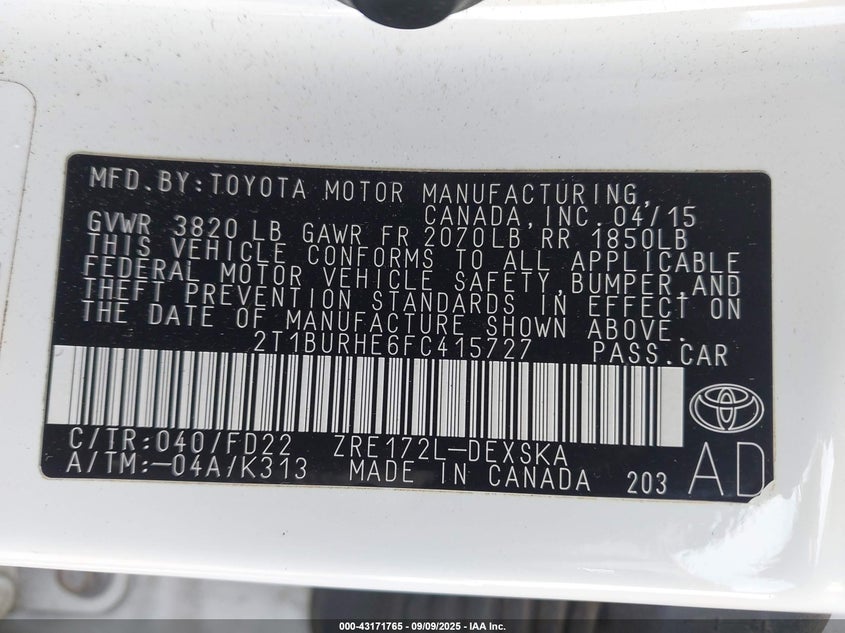 MFD.BY:TOYOTA MOTOR MANUFACTURING,
CANADA,INC. 04/15
GVWR 3820 LB GAWR FR 2070LB RR 1850LB
THIS VEHICLE CONFORMS TO ALL APPLICABLE
FEDERAL MOTOR VEHICLE SAFETY,BUMPER,AND
THEFT PREVENTION STANDARDS IN EFFECT ON
THE DATE OF MANUFACTURE SHOWN ABOVE.
2T1BURHE6FC415727 PASS.CAR
C/TR:040/FD22 ZRE172L-DEXSKA
A/TM:-04A/K313 MADE IN CANADA 203 AD
000-43171765 | 09/09/2025 - IAA Inc.